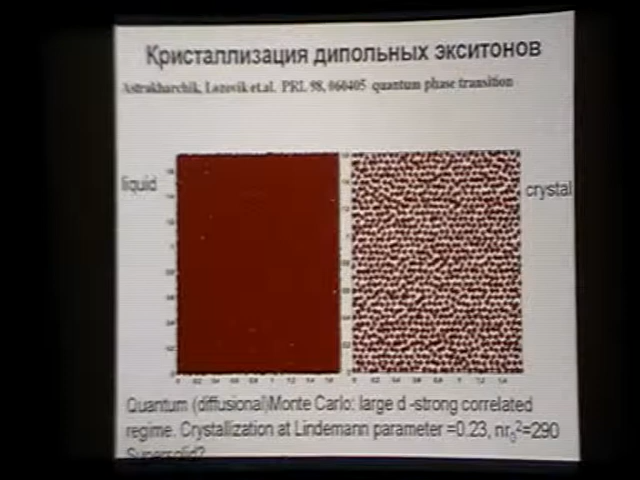 Кристаллизация дипольных экситонов
Astrakharchik, Lozovik et.al. PRL 98, 060405 quantum phase transition
liquid
crystal
Quantum (diffusional)Monte Carlo: large d -strong correlated
regime. Crystallization at Lindemann parameter =0.23, nr₀²=290
Supersolid?